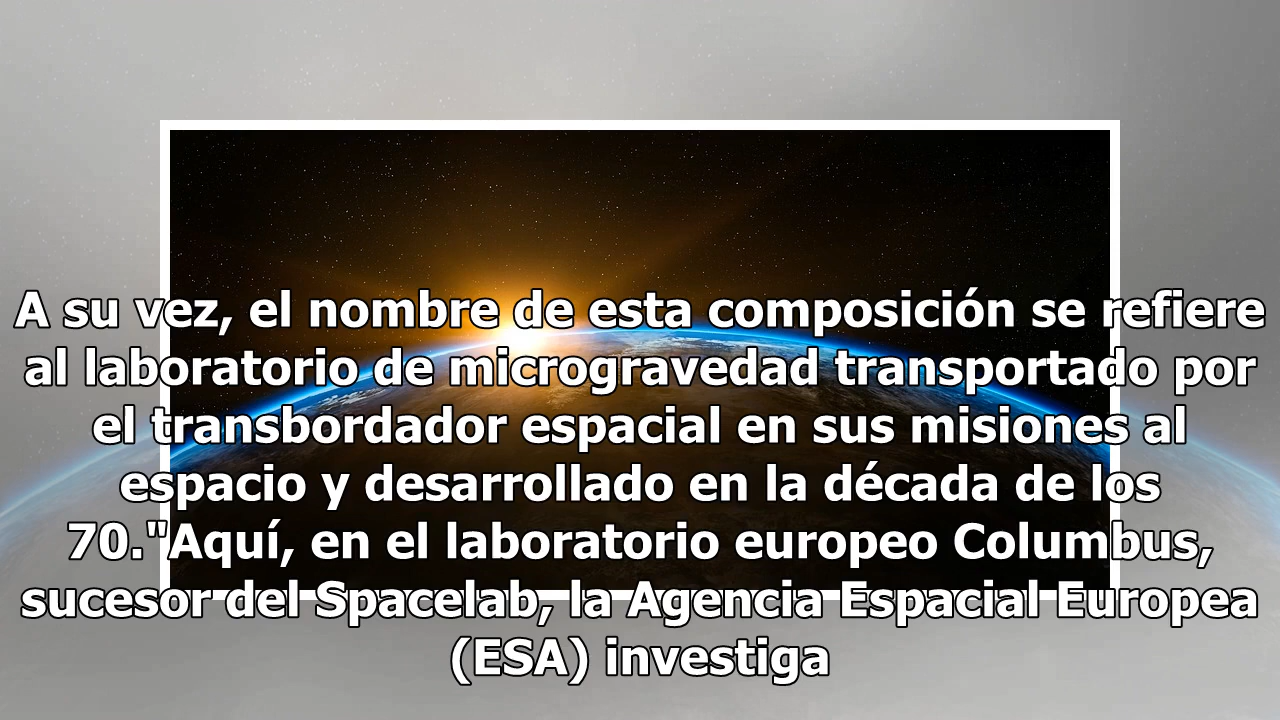 A su vez, el nombre de esta composición se refiere
al laboratorio de microgravedad transportado por
el transbordador espacial en sus misiones al
espacio y desarrollado en la década de los
70."Aquí, en el laboratorio europeo Columbus,
sucesor del Spacelab, la Agencia Espacial Europea
(ESA) investiga